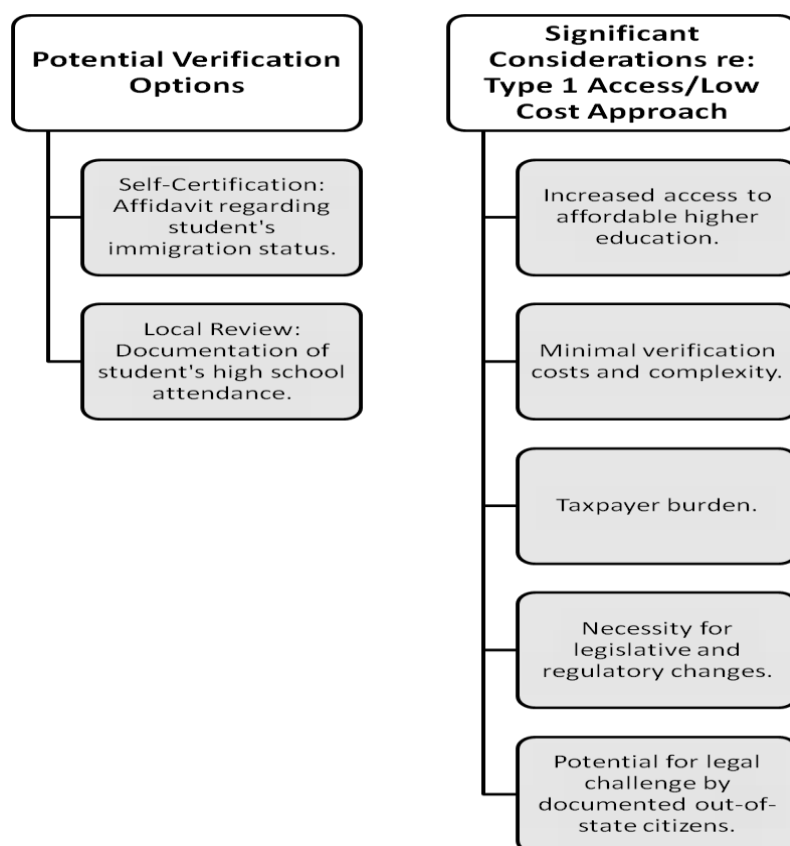 Potential Verification
Options
Self-Certification:
Affidavit regarding
student's
immigration status.
Local Review:
Documentation of
student's high school
attendance.
Significant
Considerations re:
Type 1 Access/Low
Cost Approach
Increased access to
affordable higher
education.
Minimal verification
costs and complexity.
Taxpayer burden.
Necessity for
legislative and
regulatory changes.
Potential for legal
challenge by
documented out-of-
state citizens.